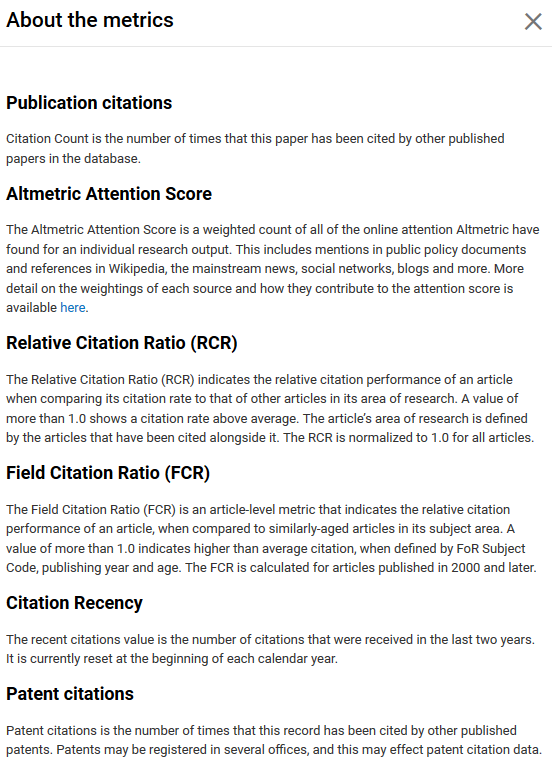 About the metrics
Publication citations
Citation Count is the number of times that this paper has been cited by other published
papers in the database.
Altmetric Attention Score
The Altmetric Attention Score is a weighted count of all of the online attention Altmetric have
found for an individual research output. This includes mentions in public policy documents
and references in Wikipedia, the mainstream news, social networks, blogs and more. More
detail on the weightings of each source and how they contribute to the attention score is
available here.
Relative Citation Ratio (RCR)
The Relative Citation Ratio (RCR) indicates the relative citation performance of an article
when comparing its citation rate to that of other articles in its area of research. A value of
more than 1.0 shows a citation rate above average. The article’s area of research is defined
by the articles that have been cited alongside it. The RCR is normalized to 1.0 for all articles.
Field Citation Ratio (FCR)
The Field Citation Ratio (FCR) is an article-level metric that indicates the relative citation
performance of an article, when compared to similarly-aged articles in its subject area. A
value of more than 1.0 indicates higher than average citation, when defined by FoR Subject
Code, publishing year and age. The FCR is calculated for articles published in 2000 and later.
Citation Recency
The recent citations value is the number of citations that were received in the last two years.
It is currently reset at the beginning of each calendar year.
Patent citations
Patent citations is the number of times that this record has been cited by other published
patents. Patents may be registered in several offices, and this may effect patent citation data.